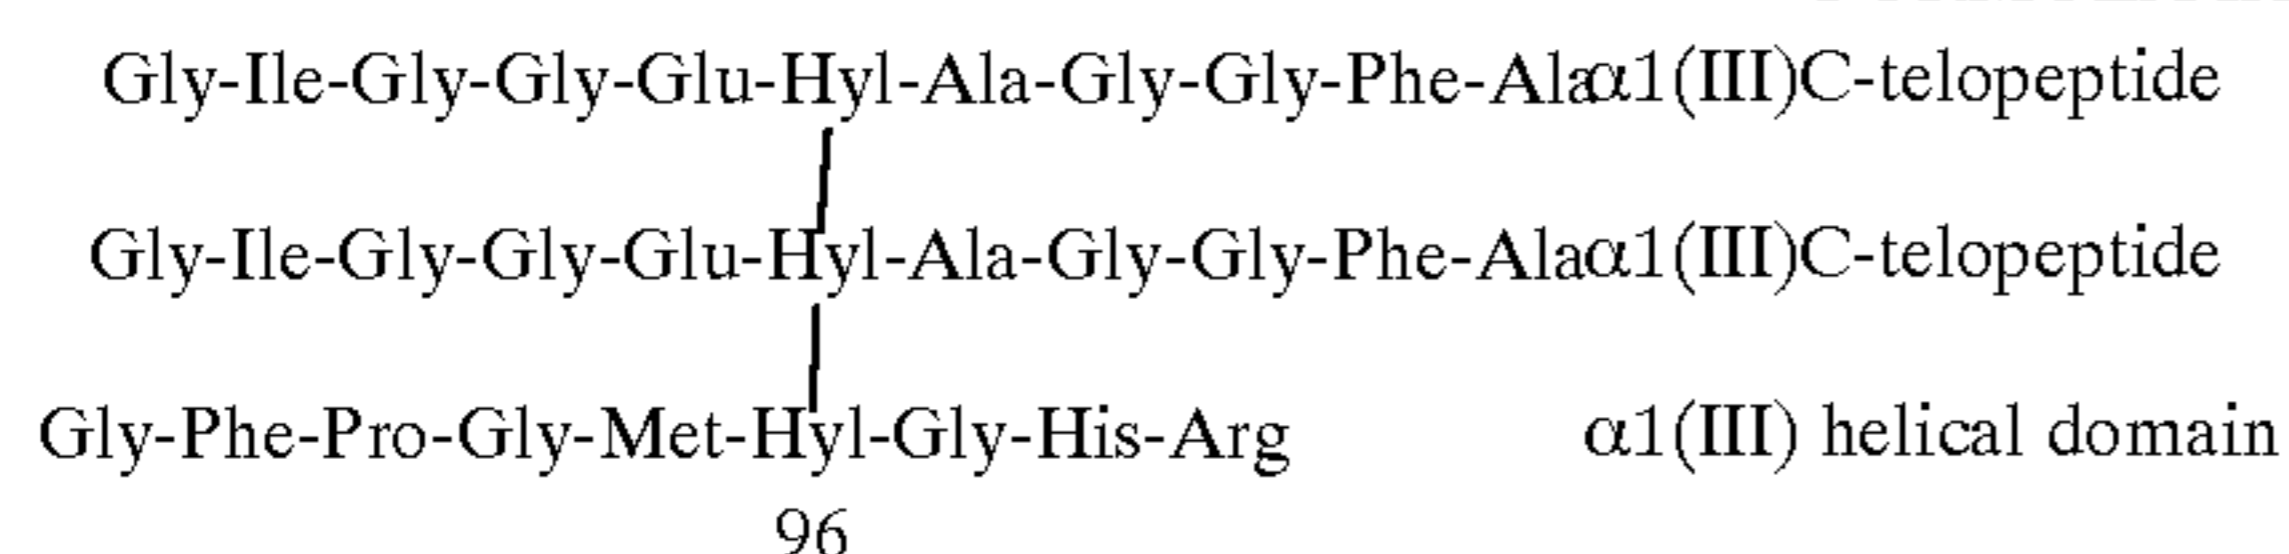 Gly-Ile-Gly-Gly-Glu-Hyl-Ala-Gly-Gly-Phe-Alaα1(III)C-telopeptide
Gly-Ile-Gly-Gly-Glu-Hyl-Ala-Gly-Gly-Phe-Alaα1(III)C-telopeptide
Gly-Phe-Pro-Gly-Met-Hyl-Gly-His-Arg α1(III) helical domain
96